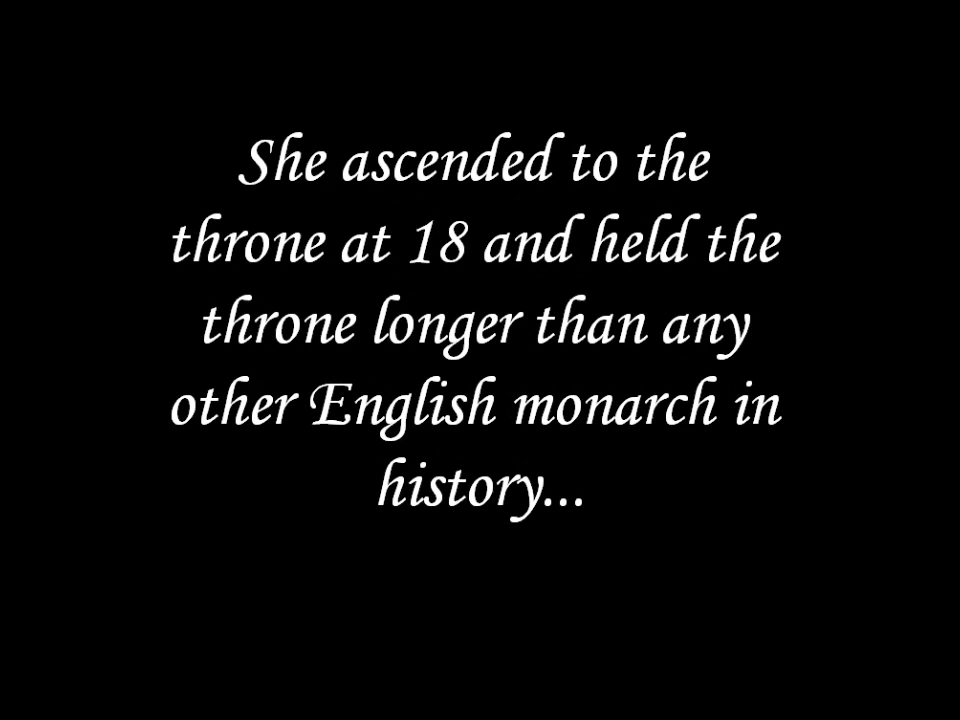 She ascended to the
throne at 18 and held the
throne longer than any
other English monarch in
history...